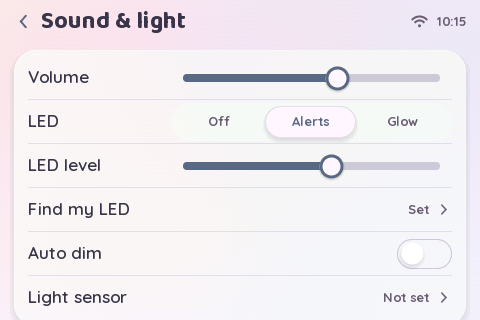 Sound & light 10:15
Volume
LED Off Alerts Glow
LED level
Find my LED Set
Auto dim
Light sensor Not set